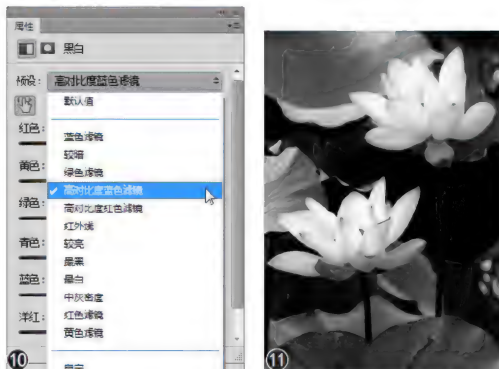 属性
黑白
预设：
高对比度蓝色滤镜
默认值
红色：
蓝色滤镜
较暗
黄色：
绿色滤镜
高对比度蓝色滤镜
绿色：
高对比度红色滤镜
红外线
青色：
较亮
最黑
蓝色：
最白
中灰密度
洋红：
红色滤镜
黄色滤镜
10
11